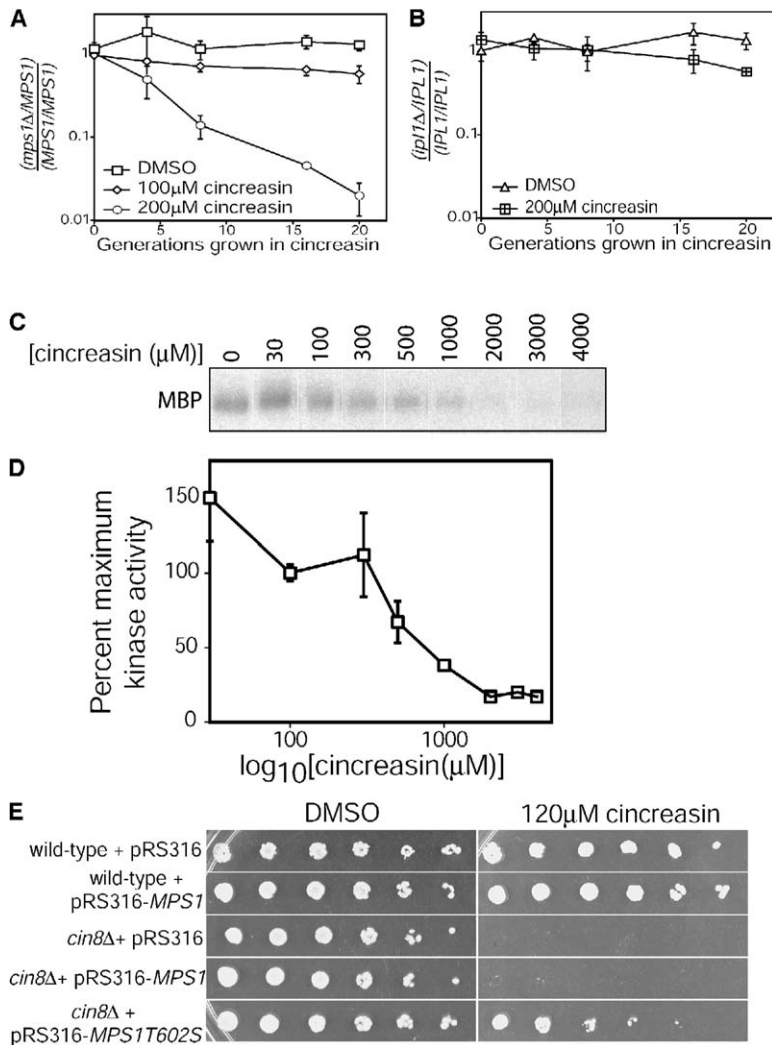 A
(mps1Δ/MPS1)
(MPS1/MPS1)
1
0.1
0.01
DMSO
100μM cincreasin
200μM cincreasin
0 5 10 15 20
Generations grown in cincreasin
B
(ipl1Δ/IPL1)
(IPL1/IPL1)
1
0.1
0.01
DMSO
200μM cincreasin
0 5 10 15 20
Generations grown in cincreasin
C
[cincreasin (μM)]
0 30 100 300 500 1000 2000 3000 4000
MBP
D
Percent maximum
kinase activity
150
100
50
0
100 1000
log10[cincreasin(μM)]
E
DMSO 120μM cincreasin
wild-type + pRS316
wild-type +
pRS316-MPS1
cin8Δ+ pRS316
cin8Δ+ pRS316-MPS1
cin8Δ +
pRS316-MPS1T602S